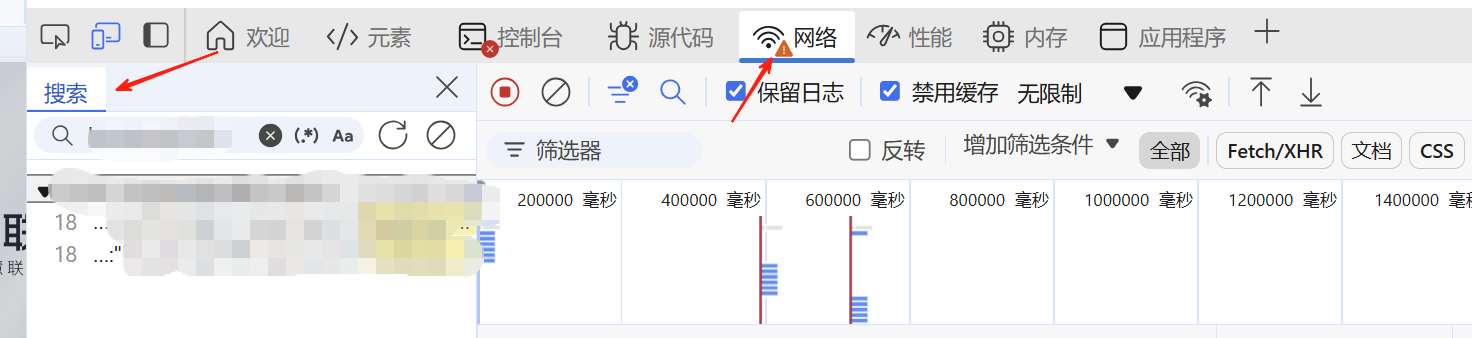 欢迎 </> 元素 控制台 源代码 网络 性能 内存 应用程序
搜索
保留日志 禁用缓存 无限制
(.*) Aa
筛选器 反转 增加筛选条件 全部 Fetch/XHR 文档 CSS
200000 毫秒 400000 毫秒 600000 毫秒 800000 毫秒 1000000 毫秒 1200000 毫秒 1400000 毫秒
18 ...
18 ...:"
联
联